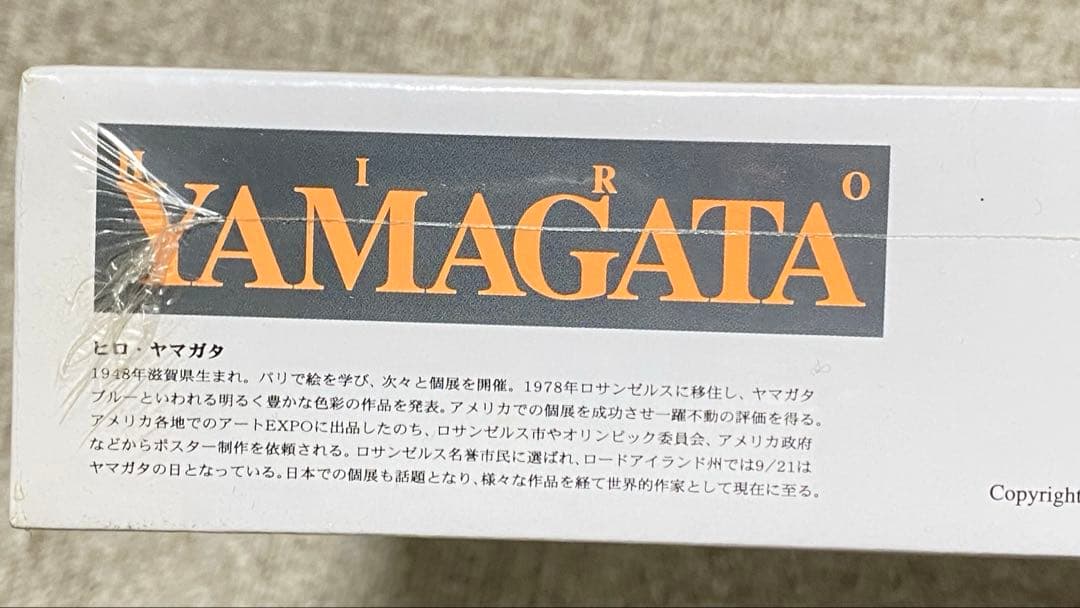 HIRO
YAMAGATA
ヒロ・ヤマガタ
1948年滋賀県生まれ。パリで絵を学び、次々と個展を開催。1978年ロサンゼルスに移住し、ヤマガタ
ブルーといわれる明るく豊かな色彩の作品を発表。アメリカでの個展を成功させ一躍不動の評価を得る。
アメリカ各地でのアートEXPOに出品したのち、ロサンゼルス市やオリンピック委員会、アメリカ政府
などからポスター制作を依頼される。ロサンゼルス名誉市民に選ばれ、ロードアイランド州では9/21は
ヤマガタの日となっている。日本での個展も話題となり、様々な作品を経て世界的作家として現在に至る。
Copyright